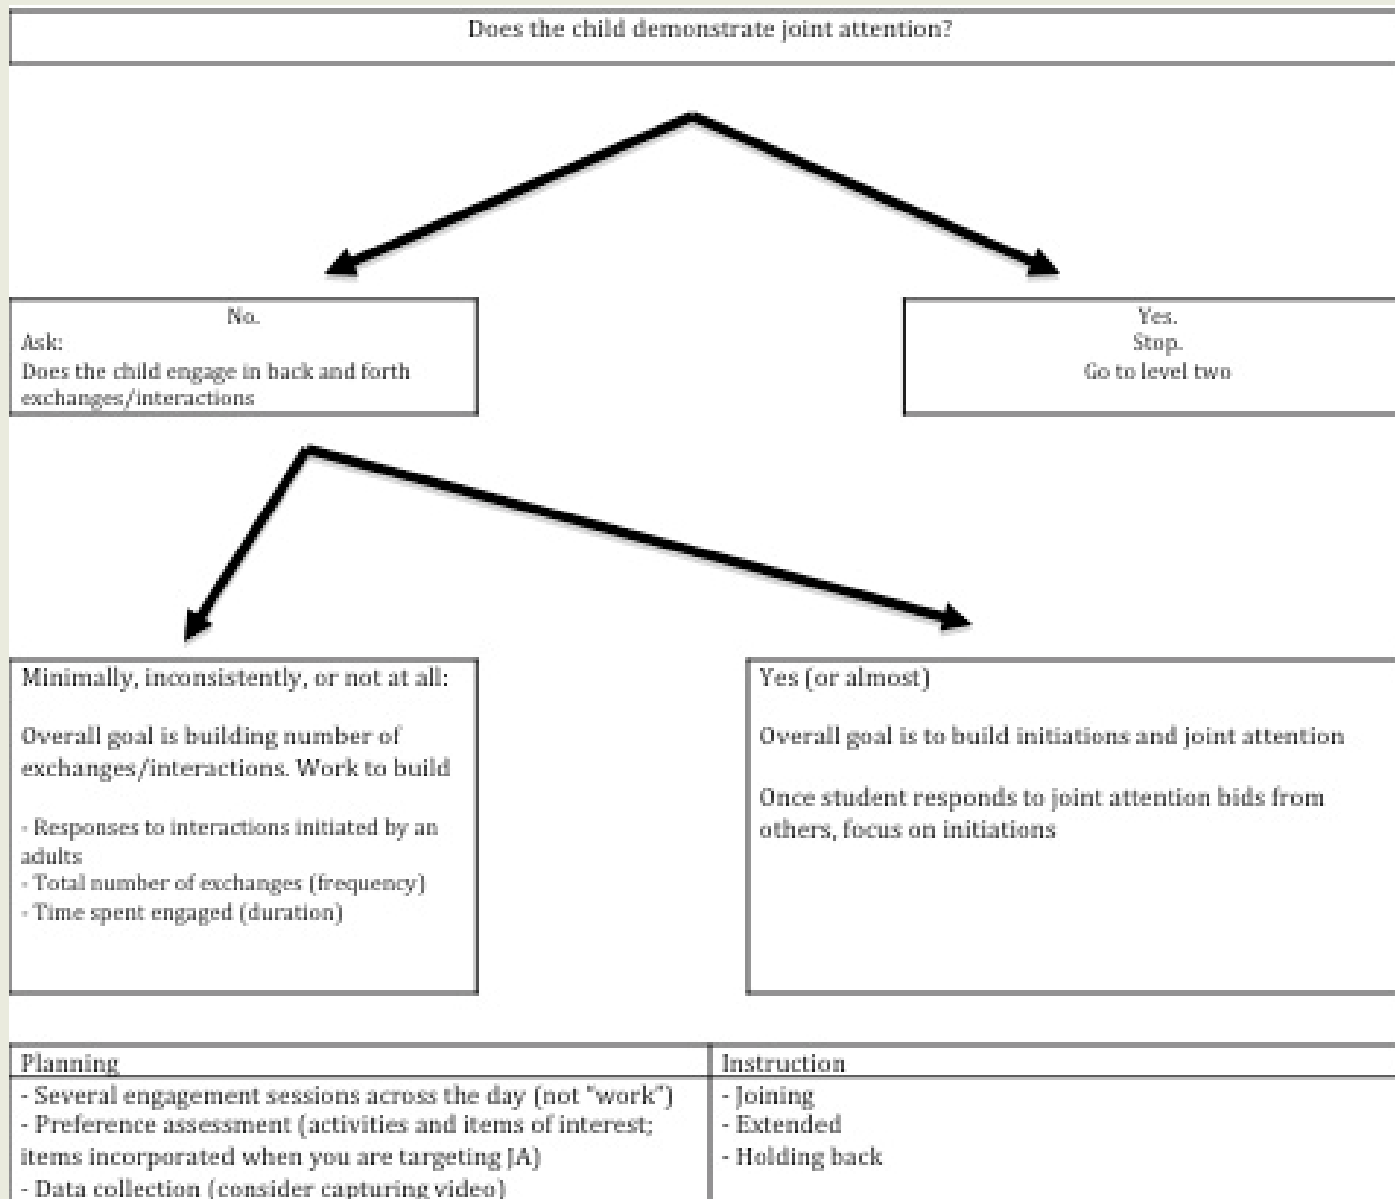 Does the child demonstrate joint attention?
No.
Ask:
Does the child engage in back and forth
exchanges/interactions
Yes.
Stop.
Go to level two
Minimally, inconsistently, or not at all:
Overall goal is building number of
exchanges/interactions. Work to build
- Responses to interactions initiated by an
adults
- Total number of exchanges (frequency)
- Time spent engaged (duration)
Yes (or almost)
Overall goal is to build initiations and joint attention
Once student responds to joint attention bids from
others, focus on initiations
Planning
- Several engagement sessions across the day (not "work")
- Preference assessment (activities and items of interest;
items incorporated when you are targeting JA)
- Data collection (consider capturing video)
Instruction
- Joining
- Extended
- Holding back